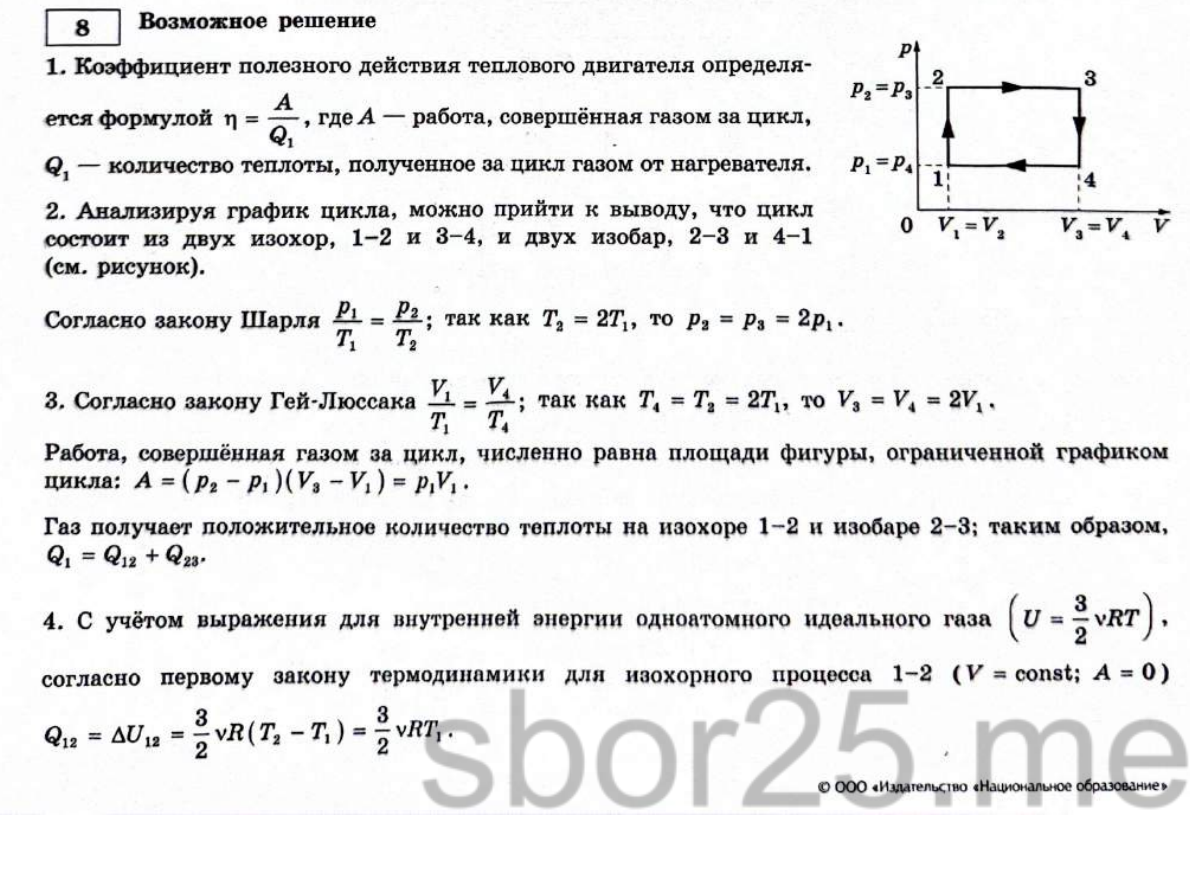 8 Возможное решение
1. Коэффициент полезного действия теплового двигателя определя-
ется формулой η = A/Q₁, где A — работа, совершённая газом за цикл,
Q₁ — количество теплоты, полученное за цикл газом от нагревателя.
2. Анализируя график цикла, можно прийти к выводу, что цикл
состоит из двух изохор, 1–2 и 3–4, и двух изобар, 2–3 и 4–1
(см. рисунок).
p
p₂ = p₃ 2 3
p₁ = p₄ 1 4
0 V₁ = V₂ V₃ = V₄ V
Согласно закону Шарля p₁/T₁ = p₂/T₂; так как T₂ = 2T₁, то p₂ = p₃ = 2p₁.
3. Согласно закону Гей-Люссака V₁/T₁ = V₄/T₄; так как T₄ = T₂ = 2T₁, то V₃ = V₄ = 2V₁.
Работа, совершённая газом за цикл, численно равна площади фигуры, ограниченной графиком
цикла: A = (p₂ − p₁)(V₃ − V₁) = p₁V₁.
Газ получает положительное количество теплоты на изохоре 1–2 и изобаре 2–3; таким образом,
Q₁ = Q₁₂ + Q₂₃.
4. С учётом выражения для внутренней энергии одноатомного идеального газа (U = 3/2 νRT),
согласно первому закону термодинамики для изохорного процесса 1–2 (V = const; A = 0)
Q₁₂ = ΔU₁₂ = 3/2 νR(T₂ − T₁) = 3/2 νRT₁.
sbor25.me
© ООО «Издательство «Национальное образование»